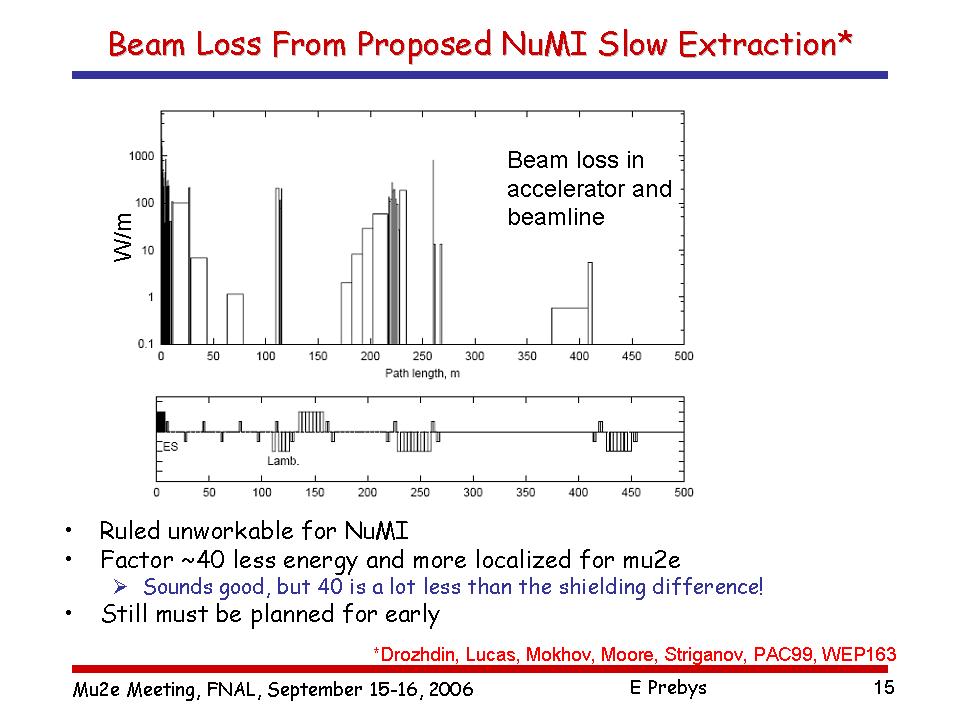 Beam Loss From Proposed NuMI Slow Extraction*
Beam loss in
accelerator and
beamline
W/m
1000
100
10
1
0.1
0 50 100 150 200 250 300 350 400 450 500
Path length, m
ES
Lamb.
0 50 100 150 200 250 300 350 400 450 500
• Ruled unworkable for NuMI
• Factor ~40 less energy and more localized for mu2e
➢ Sounds good, but 40 is a lot less than the shielding difference!
• Still must be planned for early
*Drozhdin, Lucas, Mokhov, Moore, Striganov, PAC99, WEP163
Mu2e Meeting, FNAL, September 15-16, 2006 E Prebys 15